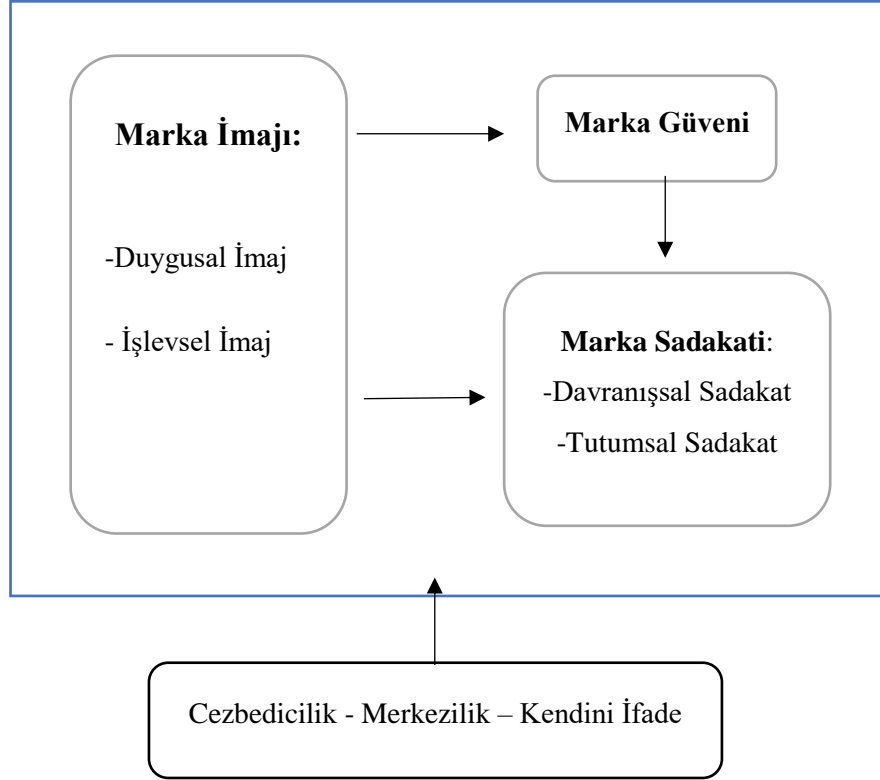 Marka İmajı:
-Duygusal İmaj
- İşlevsel İmaj
Marka Güveni
Marka Sadakati:
-Davranışsal Sadakat
-Tutumsal Sadakat
Cezbedicilik - Merkezilik – Kendini İfade